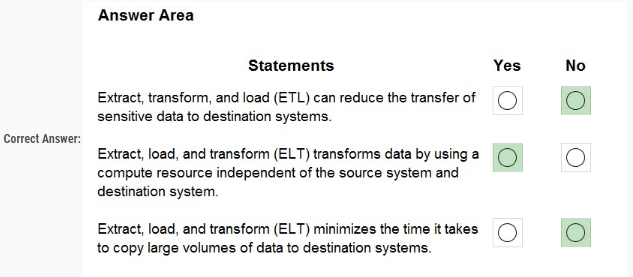 Answer Area
Statements Yes No
Extract, transform, and load (ETL) can reduce the transfer of
sensitive data to destination systems.
Correct Answer:
Extract, load, and transform (ELT) transforms data by using a
compute resource independent of the source system and
destination system.
Extract, load, and transform (ELT) minimizes the time it takes
to copy large volumes of data to destination systems.